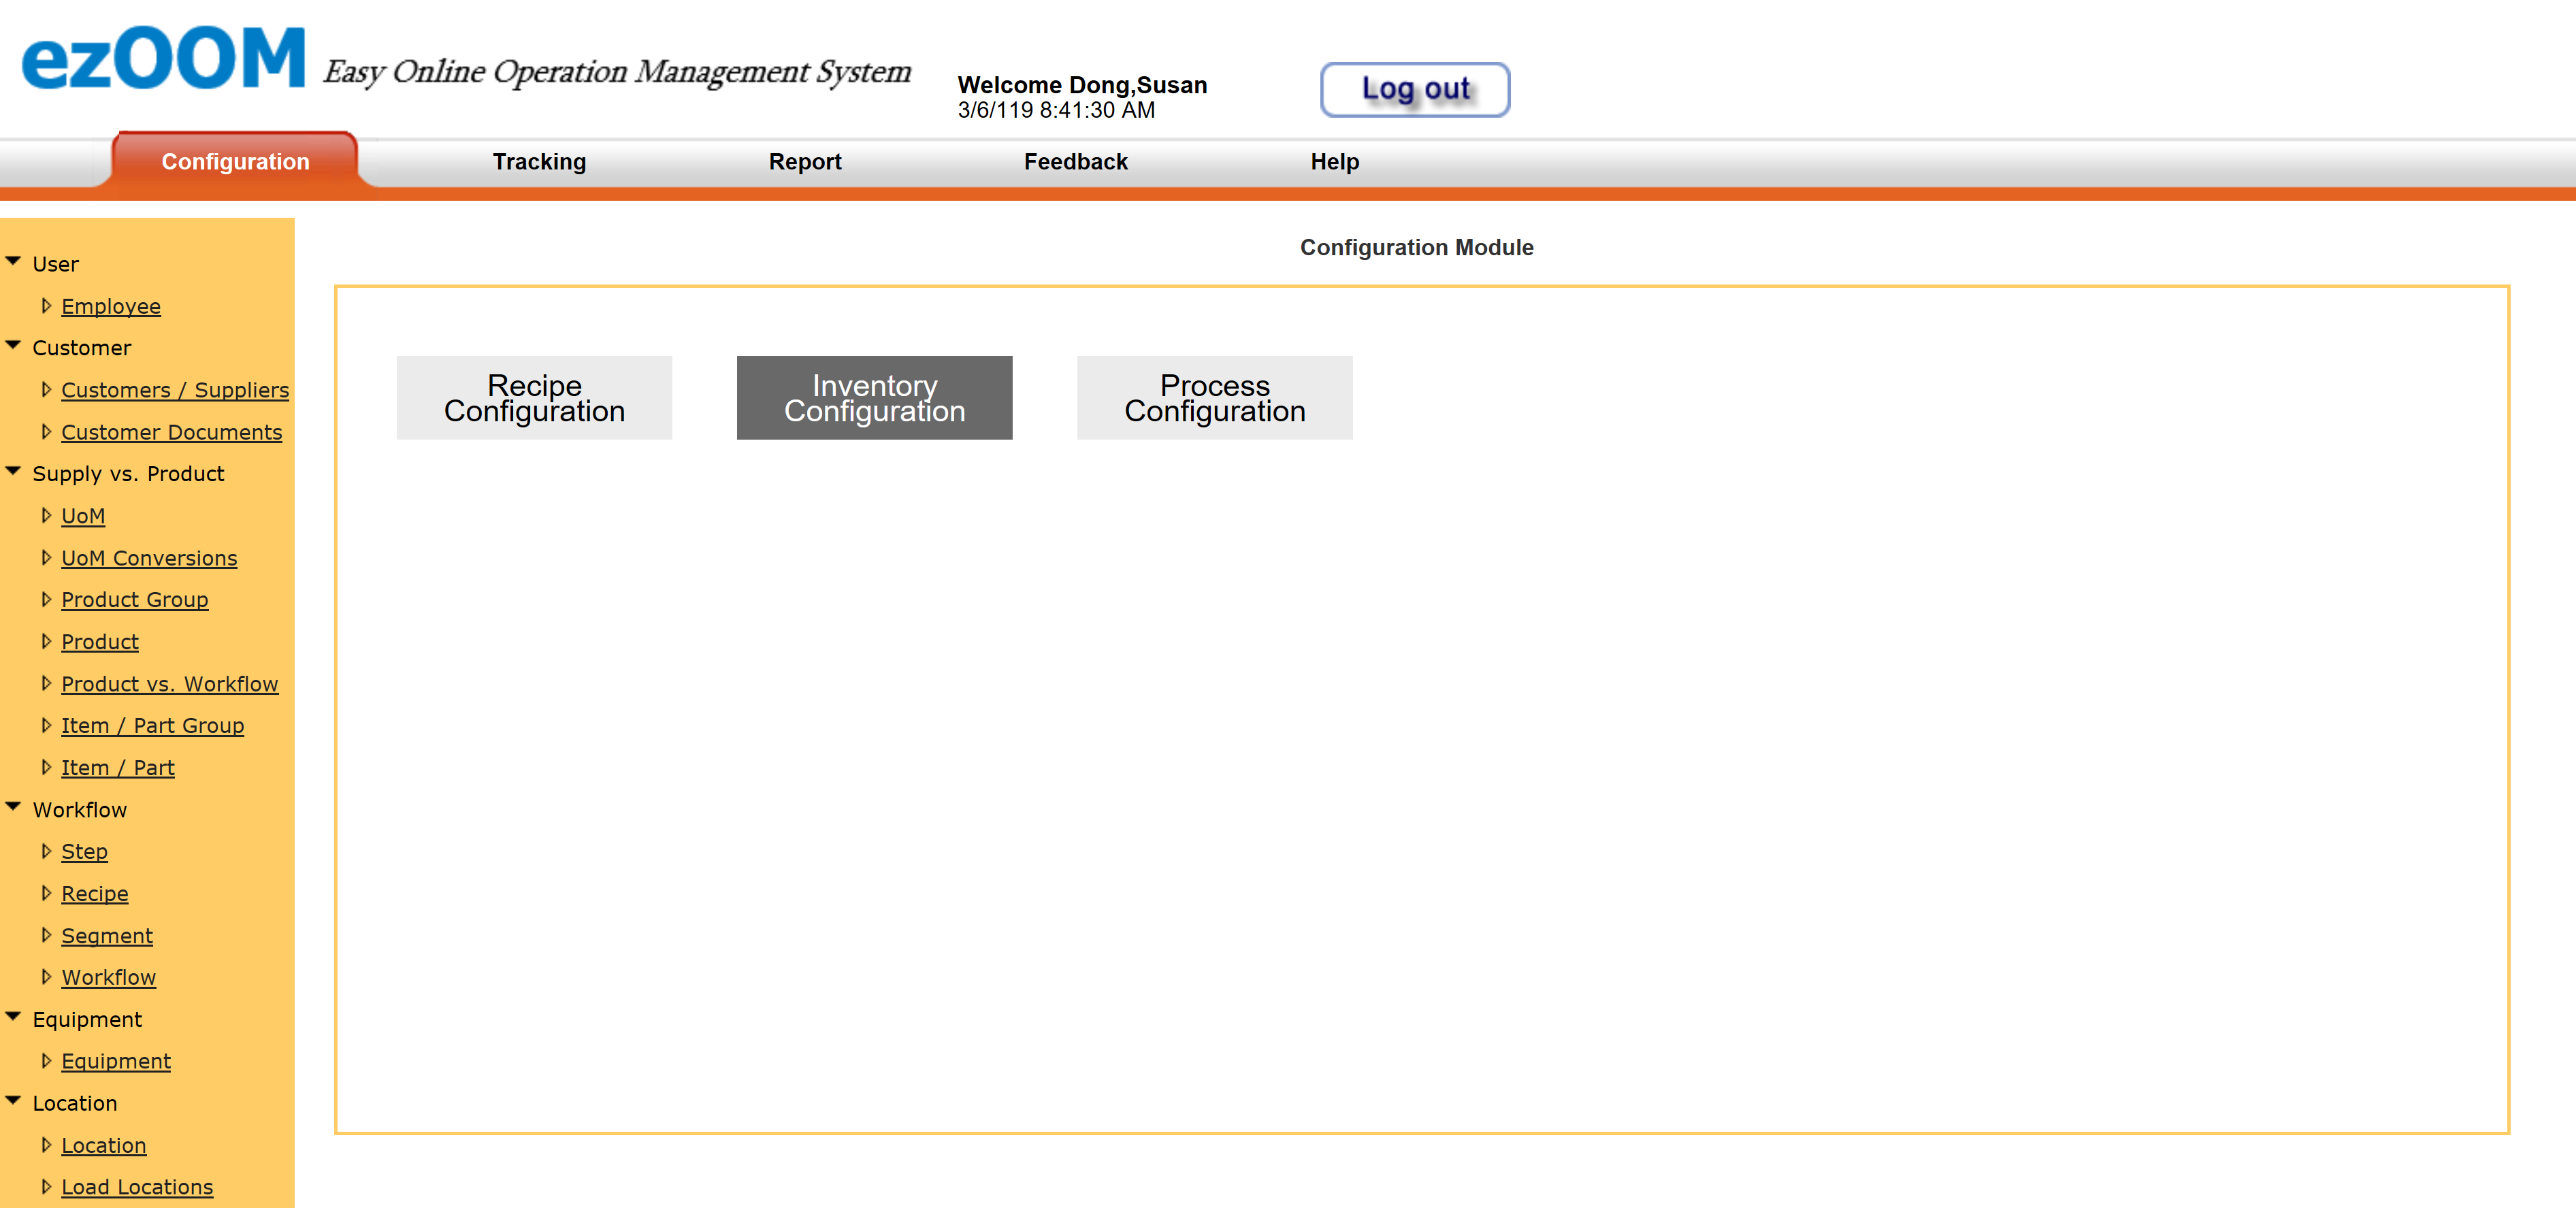 ezOOM Easy Online Operation Management System
Welcome Dong,Susan
3/6/119 8:41:30 AM
Log out
Configuration Tracking Report Feedback Help
Configuration Module
User
Employee
Customer
Customers / Suppliers
Customer Documents
Supply vs. Product
UoM
UoM Conversions
Product Group
Product
Product vs. Workflow
Item / Part Group
Item / Part
Workflow
Step
Recipe
Segment
Workflow
Equipment
Equipment
Location
Location
Load Locations
Recipe
Configuration
Inventory
Configuration
Process
Configuration